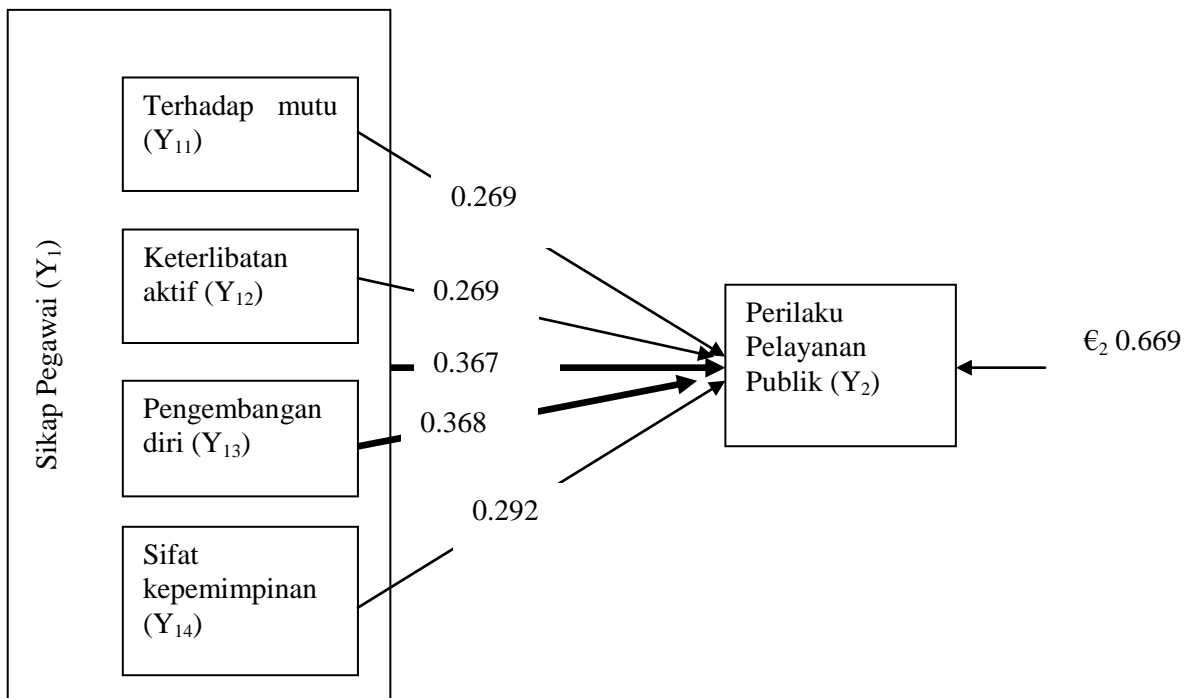 Sikap Pegawai (Y₁)
Terhadap mutu
(Y₁₁)
Keterlibatan
aktif (Y₁₂)
Pengembangan
diri (Y₁₃)
Sifat
kepemimpinan
(Y₁₄)
0.269
0.269
0.367
0.368
0.292
Perilaku
Pelayanan
Publik (Y₂)
€₂ 0.669